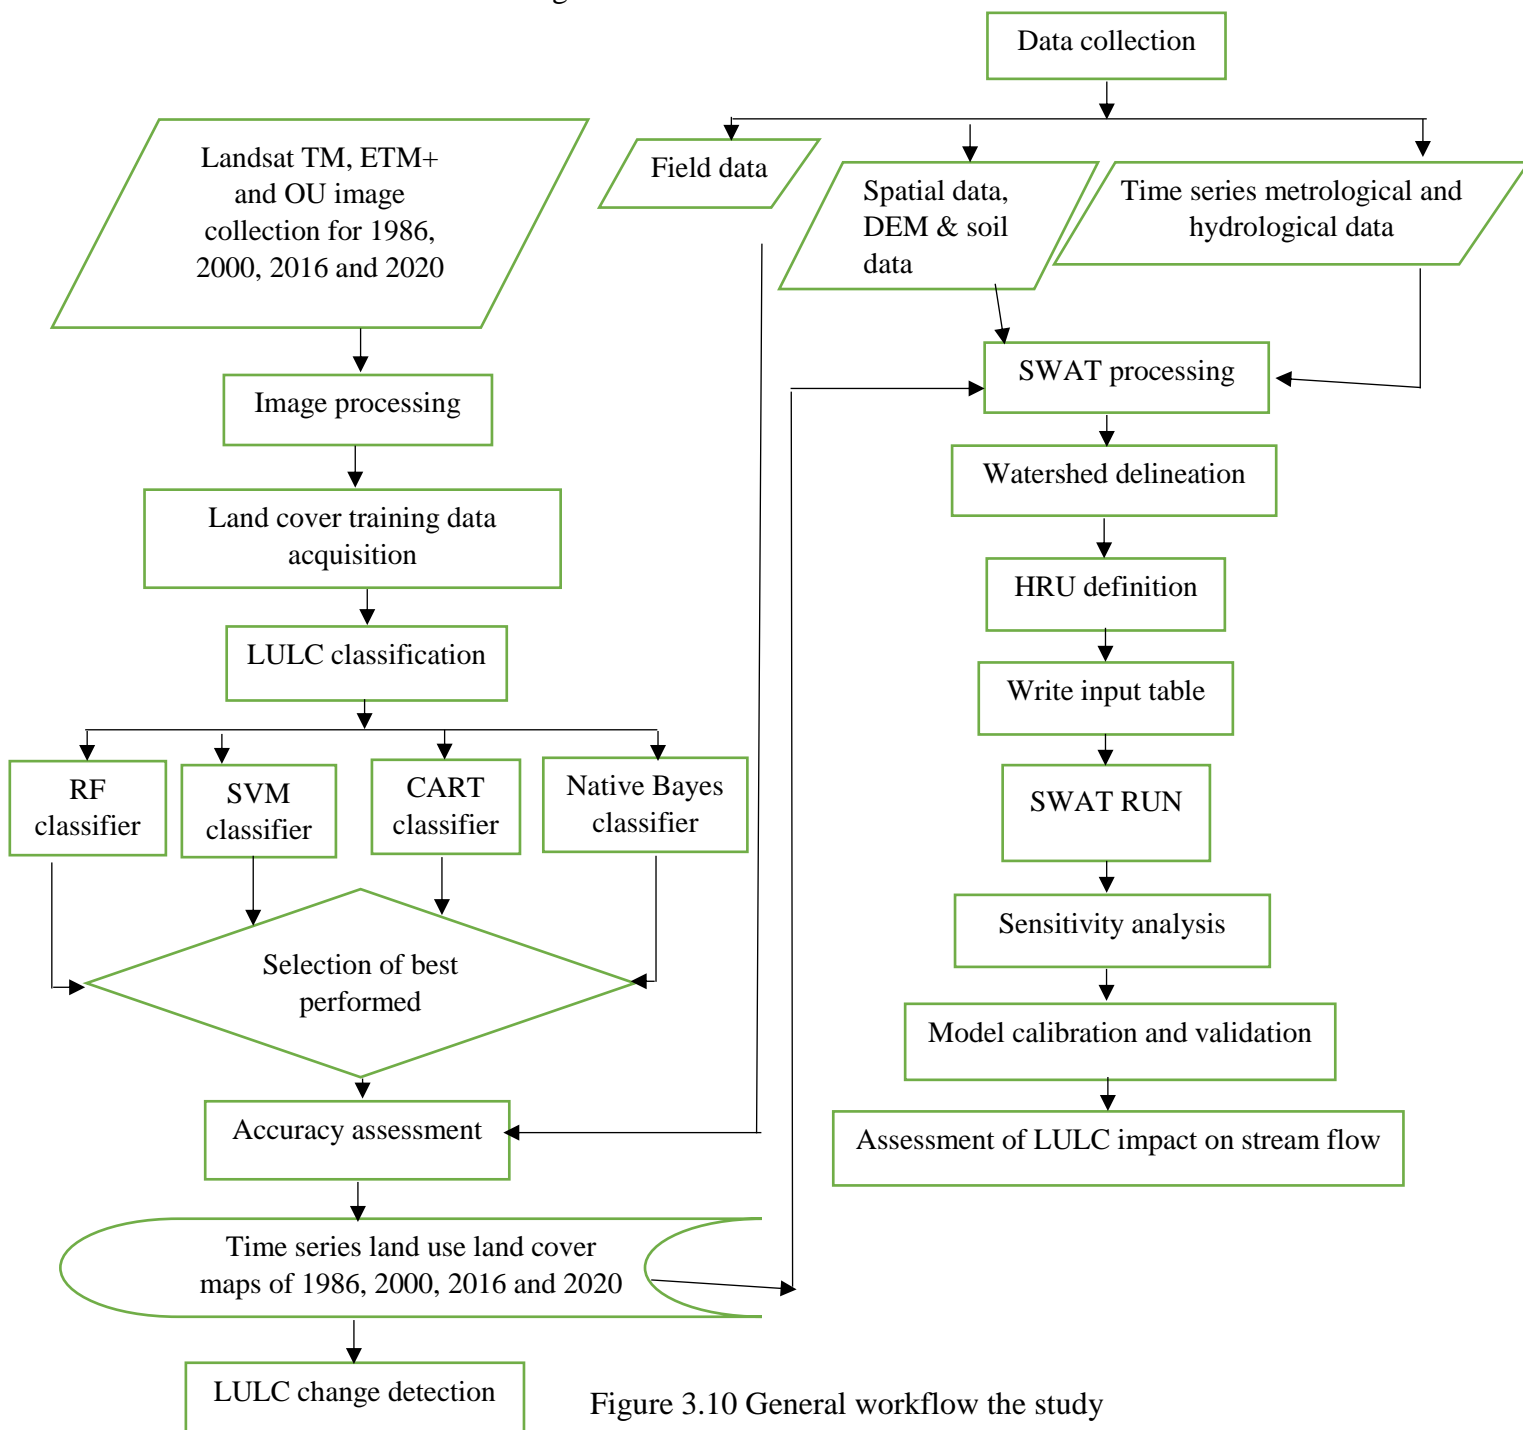 Data collection
Landsat TM, ETM+
and OU image
collection for 1986,
2000, 2016 and 2020
Field data
Spatial data,
DEM & soil
data
Time series metrological and
hydrological data
Image processing
SWAT processing
Land cover training data
acquisition
Watershed delineation
LULC classification
HRU definition
Write input table
RF
classifier
SVM
classifier
CART
classifier
Native Bayes
classifier
SWAT RUN
Selection of best
performed
Sensitivity analysis
Model calibration and validation
Accuracy assessment
Assessment of LULC impact on stream flow
Time series land use land cover
maps of 1986, 2000, 2016 and 2020
LULC change detection
Figure 3.10 General workflow the study